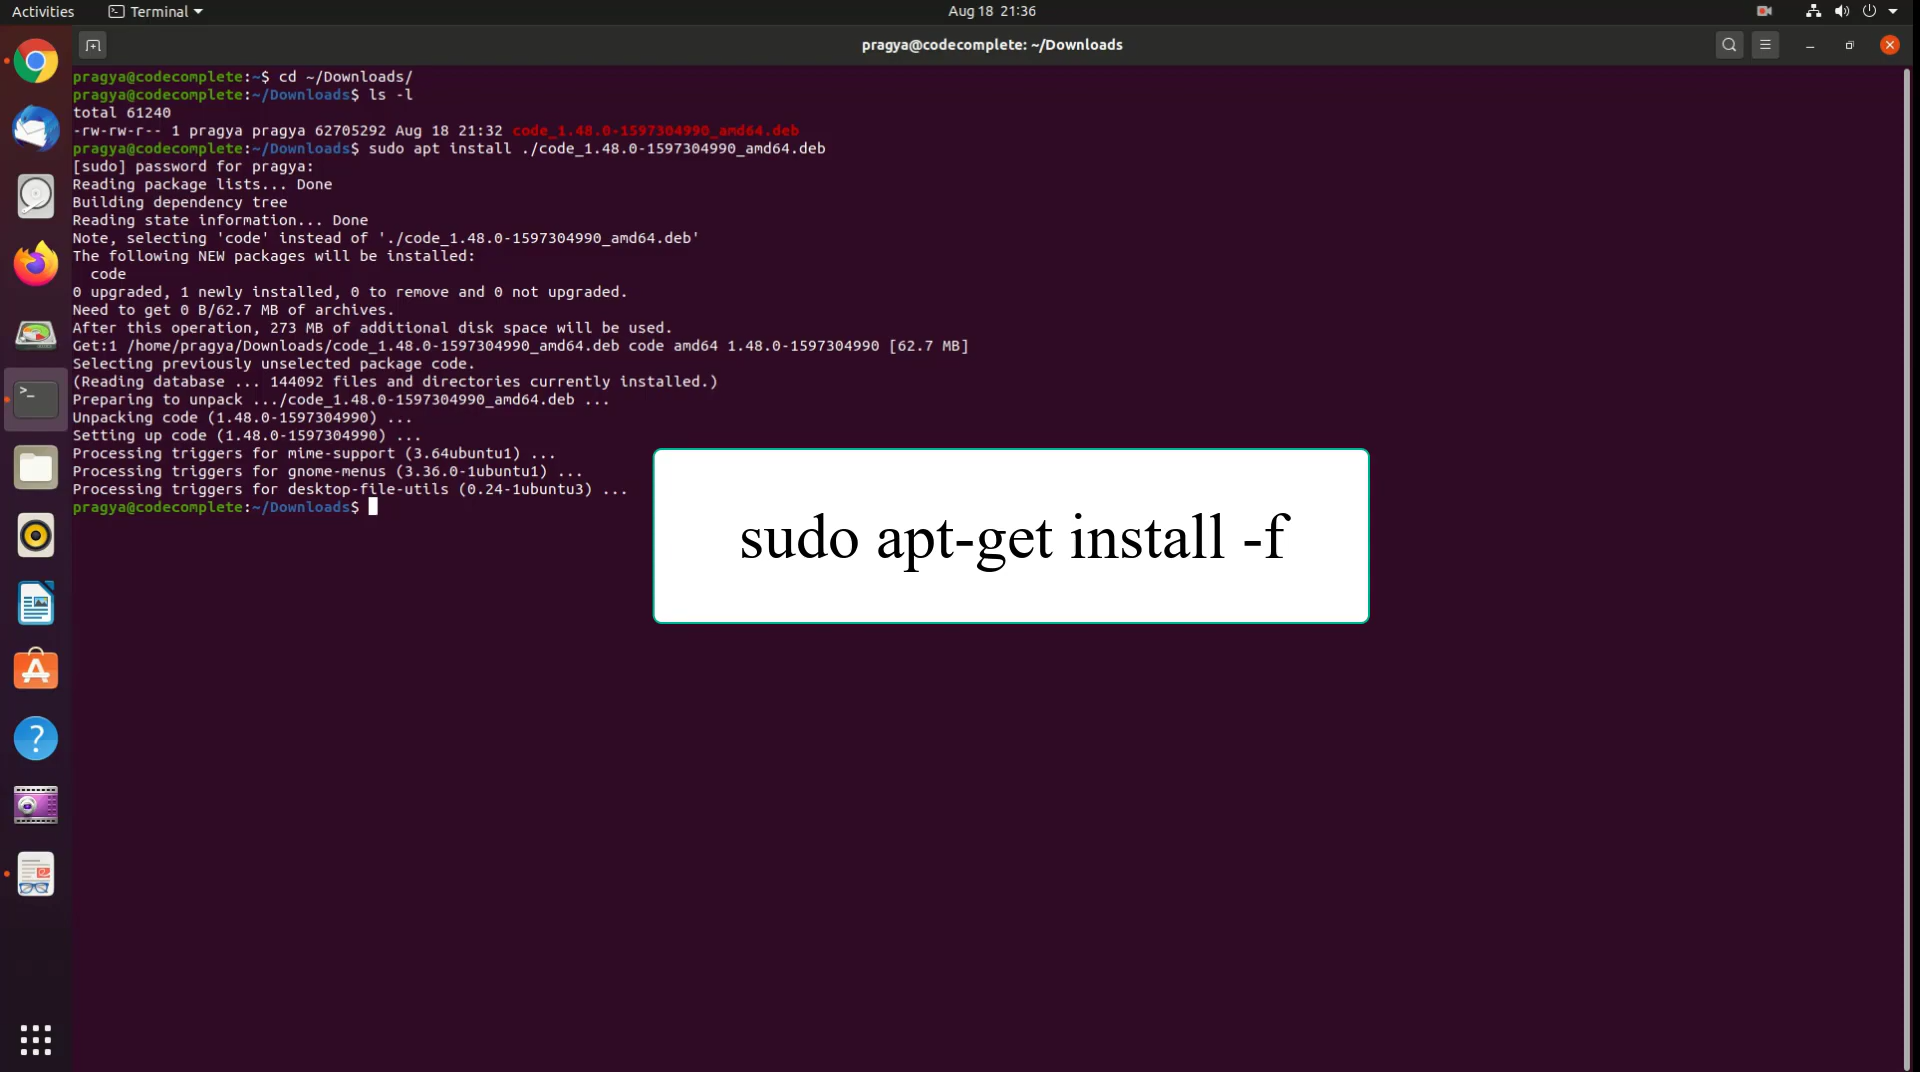 Activities
Terminal
Aug 18 21:36
pragya@codecomplete: ~/Downloads
pragya@codecomplete:~$ cd ~/Downloads/
pragya@codecomplete:~/Downloads$ ls -l
total 61240
-rw-rw-r-- 1 pragya pragya 62705292 Aug 18 21:32 code_1.48.0-1597304990_amd64.deb
pragya@codecomplete:~/Downloads$ sudo apt install ./code_1.48.0-1597304990_amd64.deb
[sudo] password for pragya:
Reading package lists... Done
Building dependency tree
Reading state information... Done
Note, selecting 'code' instead of './code_1.48.0-1597304990_amd64.deb'
The following NEW packages will be installed:
  code
0 upgraded, 1 newly installed, 0 to remove and 0 not upgraded.
Need to get 0 B/62.7 MB of archives.
After this operation, 273 MB of additional disk space will be used.
Get:1 /home/pragya/Downloads/code_1.48.0-1597304990_amd64.deb code amd64 1.48.0-1597304990 [62.7 MB]
Selecting previously unselected package code.
(Reading database ... 144092 files and directories currently installed.)
Preparing to unpack .../code_1.48.0-1597304990_amd64.deb ...
Unpacking code (1.48.0-1597304990) ...
Setting up code (1.48.0-1597304990) ...
Processing triggers for mime-support (3.64ubuntu1) ...
Processing triggers for gnome-menus (3.36.0-1ubuntu1) ...
Processing triggers for desktop-file-utils (0.24-1ubuntu3) ...
pragya@codecomplete:~/Downloads$
sudo apt-get install -f